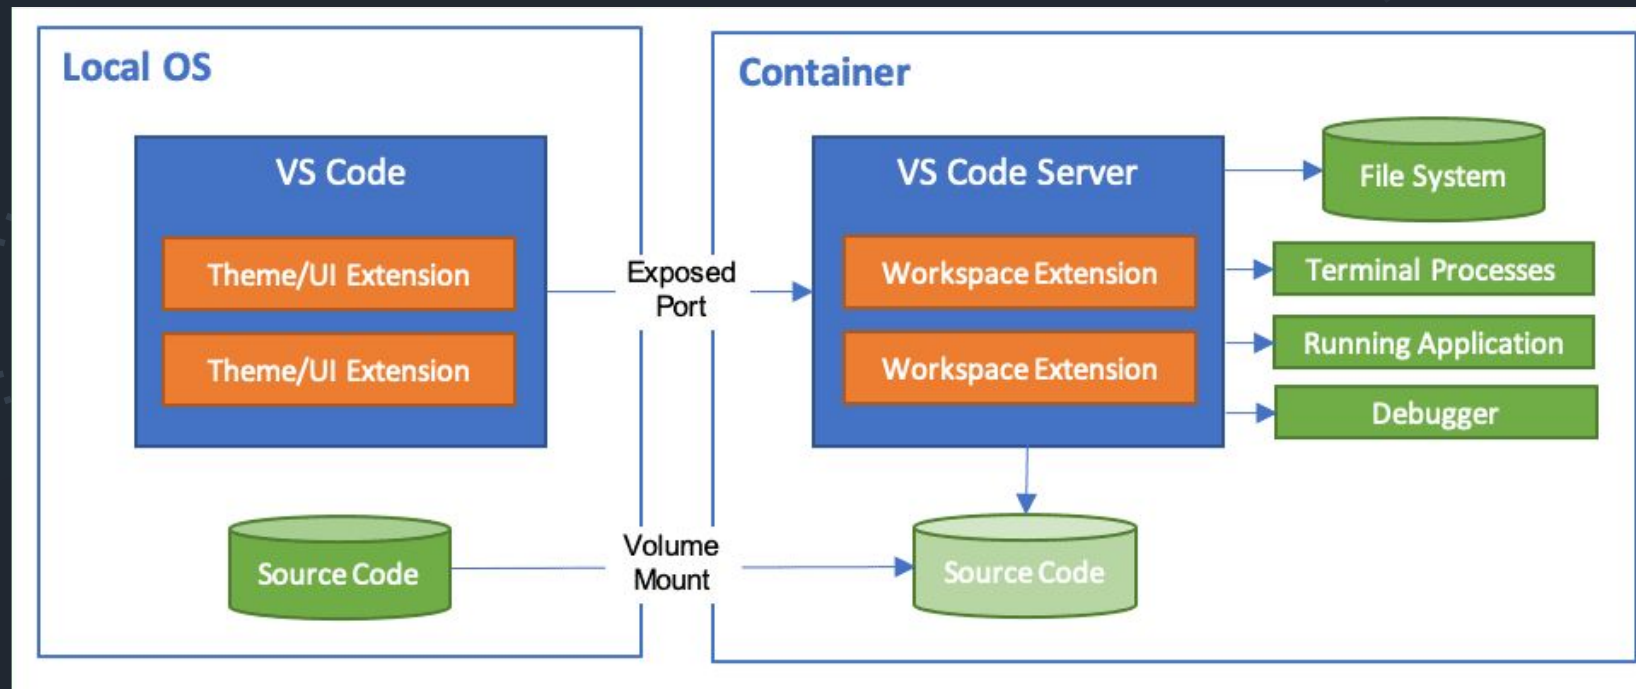 Local OS
VS Code
Theme/UI Extension
Theme/UI Extension
Source Code
Exposed
Port
Volume
Mount
Container
VS Code Server
Workspace Extension
Workspace Extension
File System
Terminal Processes
Running Application
Debugger
Source Code